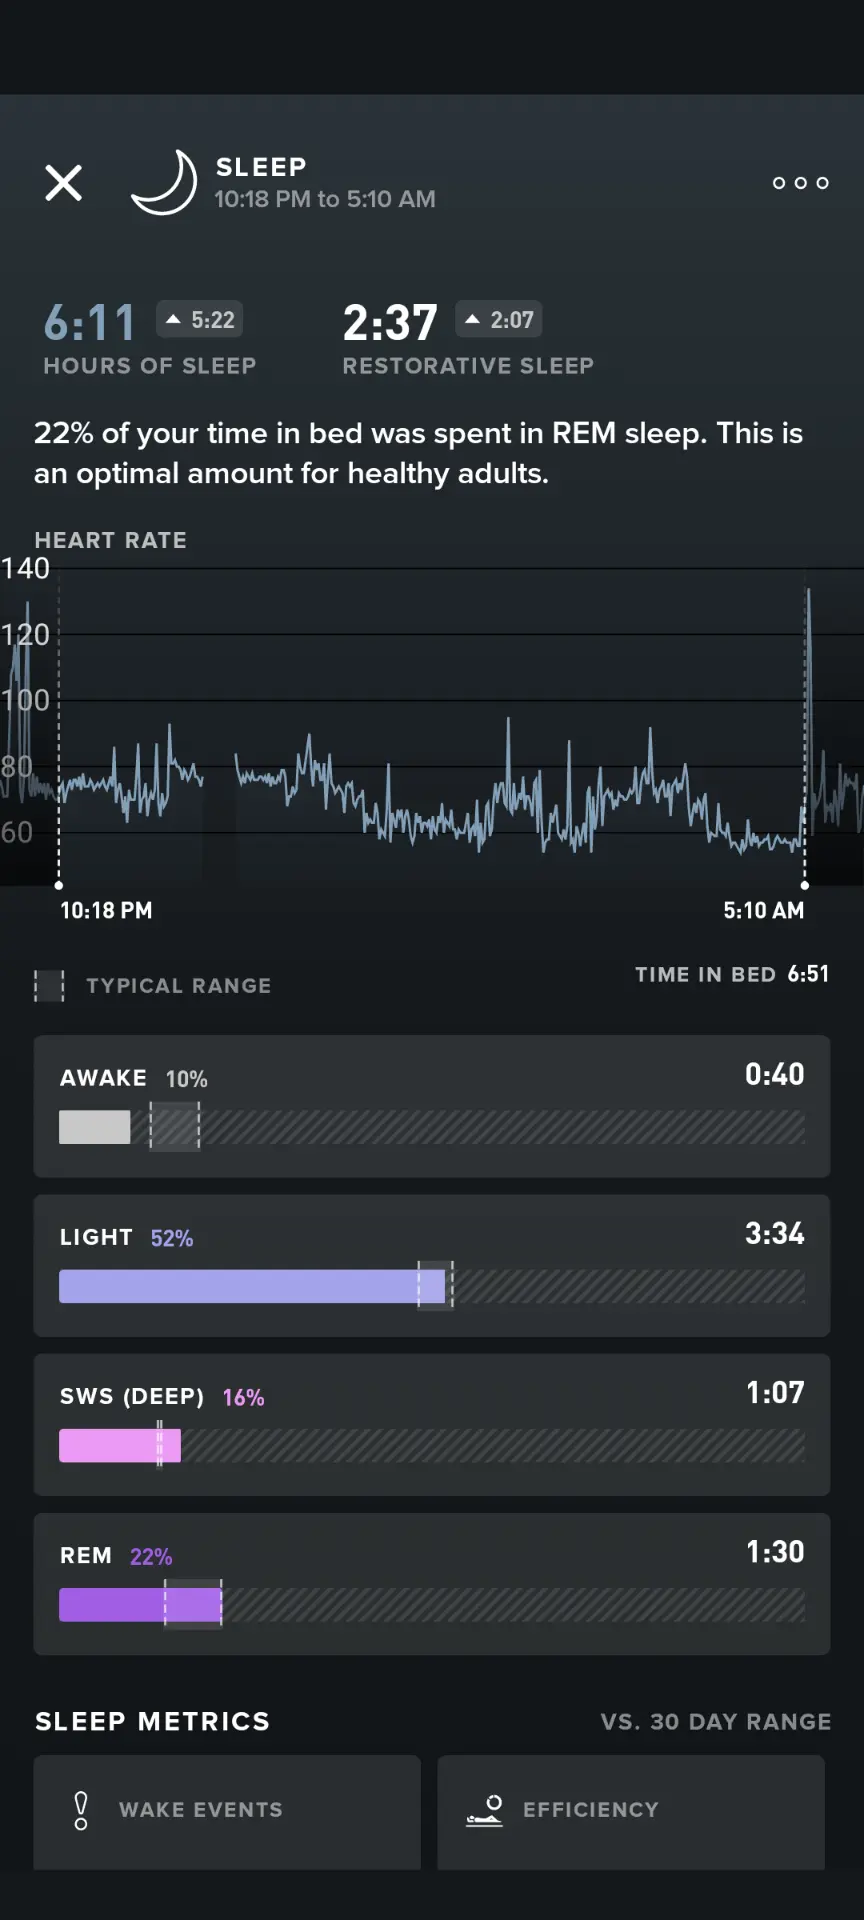 SLEEP
10:18 PM to 5:10 AM
6:11 ▲ 5:22
HOURS OF SLEEP
2:37 ▲ 2:07
RESTORATIVE SLEEP
22% of your time in bed was spent in REM sleep. This is
an optimal amount for healthy adults.
HEART RATE
140
120
100
80
60
10:18 PM
5:10 AM
TYPICAL RANGE
TIME IN BED 6:51
AWAKE 10% 0:40
LIGHT 52% 3:34
SWS (DEEP) 16% 1:07
REM 22% 1:30
SLEEP METRICS
VS. 30 DAY RANGE
WAKE EVENTS
EFFICIENCY